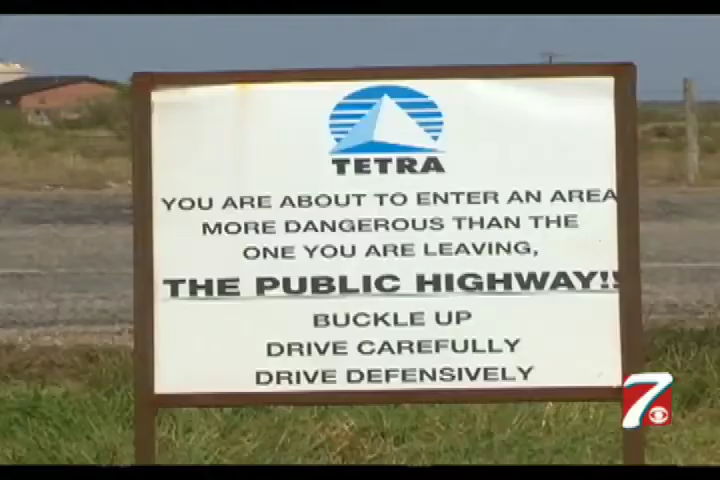 TETRA
YOU ARE ABOUT TO ENTER AN AREA
MORE DANGEROUS THAN THE
ONE YOU ARE LEAVING,
THE PUBLIC HIGHWAY!!
BUCKLE UP
DRIVE CAREFULLY
DRIVE DEFENSIVELY
7